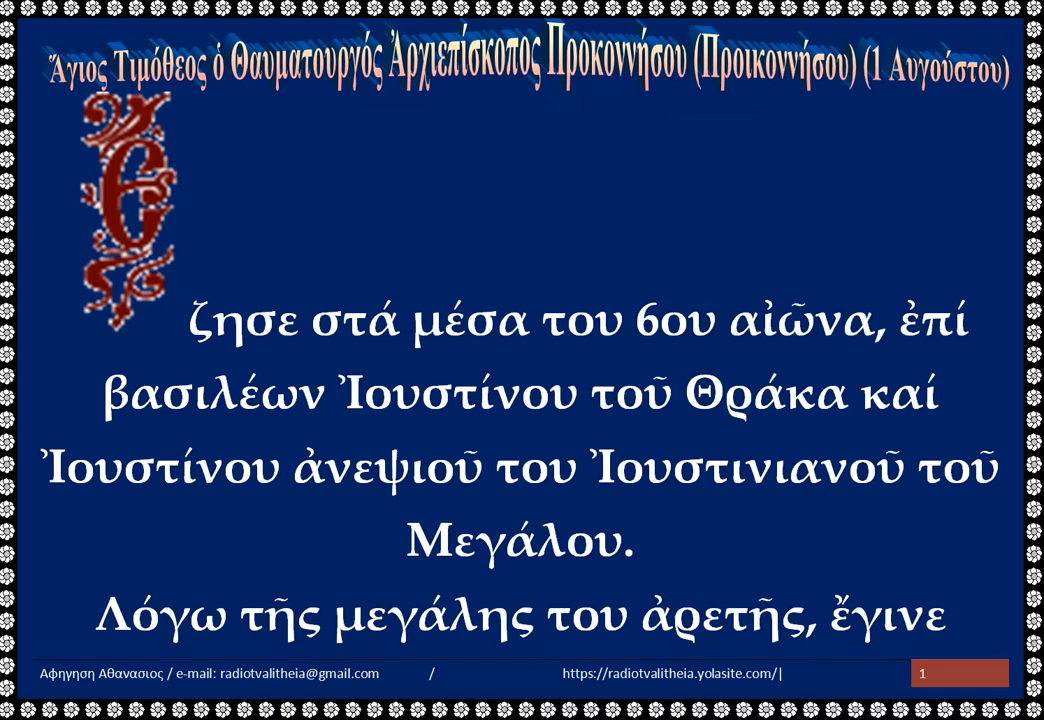 Ἅγιος Τιμόθεος ὁ Θαυματουργός Ἀρχιεπίσκοπος Προκοννήσου (Προικοννήσου) (1 Αυγούστου)
Ἐζησε στά μέσα του 6ου αἰῶνα, ἐπί
βασιλέων Ἰουστίνου τοῦ Θράκα καί
Ἰουστίνου ἀνεψιοῦ του Ἰουστινιανοῦ τοῦ
Μεγάλου.
Λόγω τῆς μεγάλης του ἀρετῆς, ἔγινε
Αφηγηση Αθανασιος / e-mail: radiotvalitheia@gmail.com / https://radiotvalitheia.yolasite.com/| 1